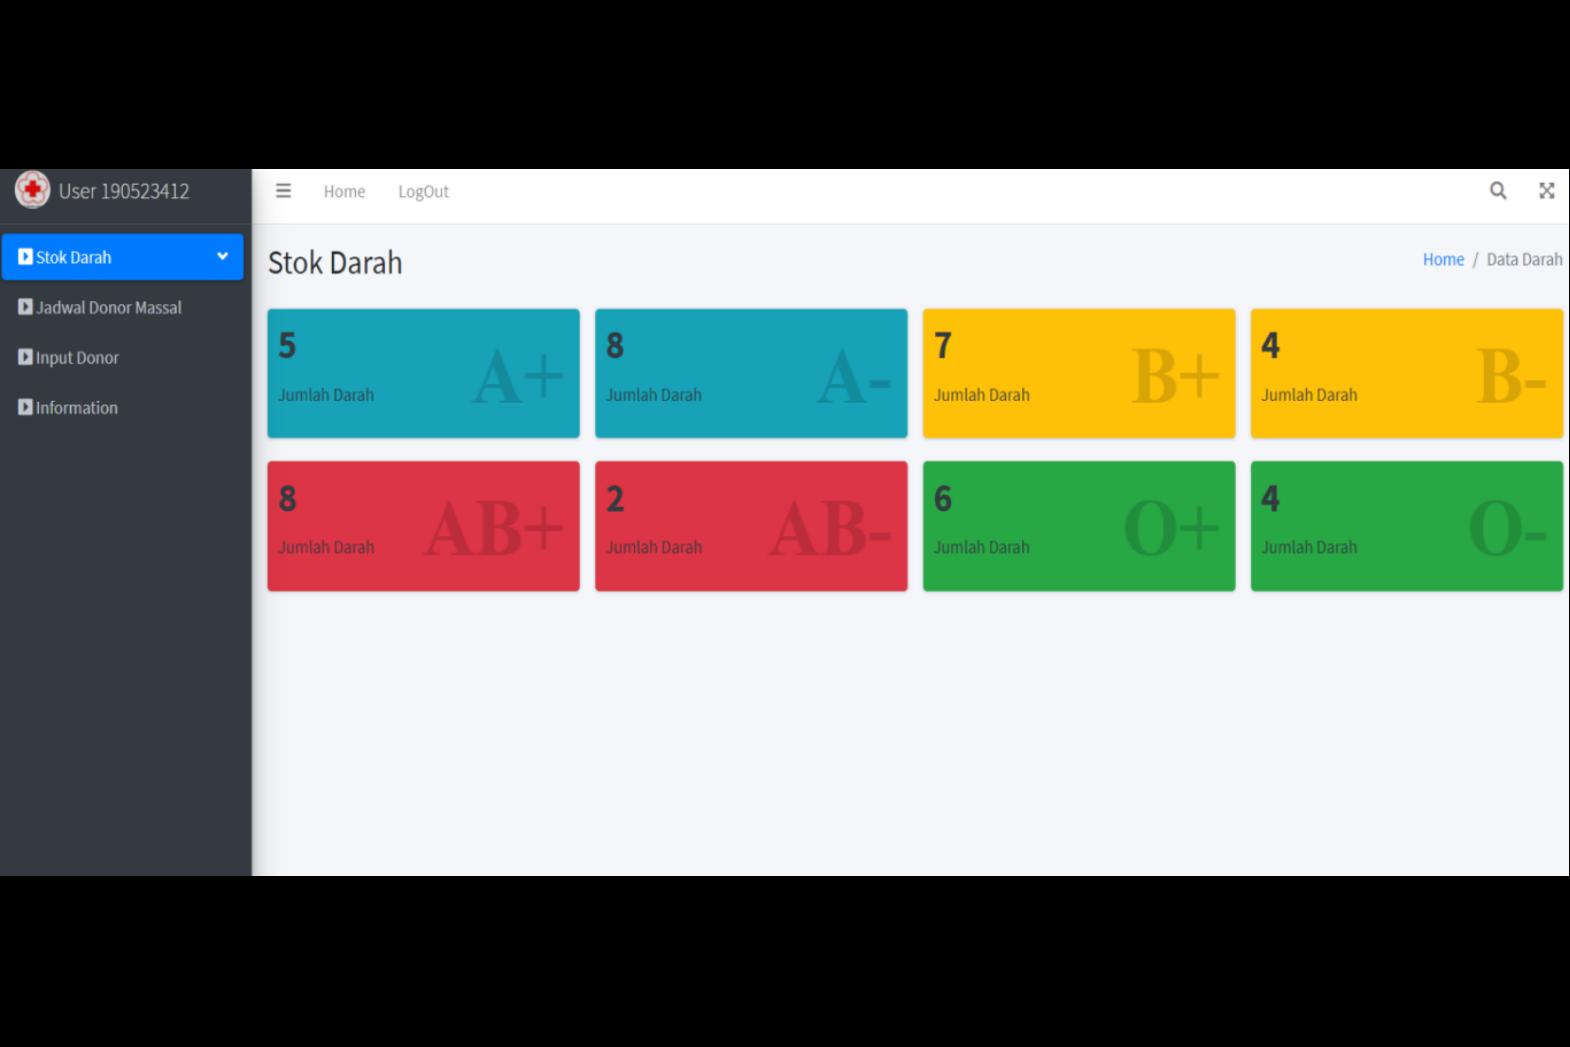 User 190523412
Home
LogOut
Stok Darah
Jadwal Donor Massal
Input Donor
Information
Stok Darah
Home / Data Darah
5
Jumlah Darah
A+
8
Jumlah Darah
A-
7
Jumlah Darah
B+
4
Jumlah Darah
B-
8
Jumlah Darah
AB+
2
Jumlah Darah
AB-
6
Jumlah Darah
O+
4
Jumlah Darah
O-